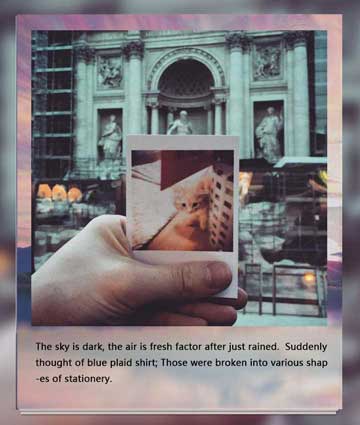 The sky is dark, the air is fresh factor after just rained.  Suddenly
thought of blue plaid shirt; Those were broken into various shap
-es of stationery.